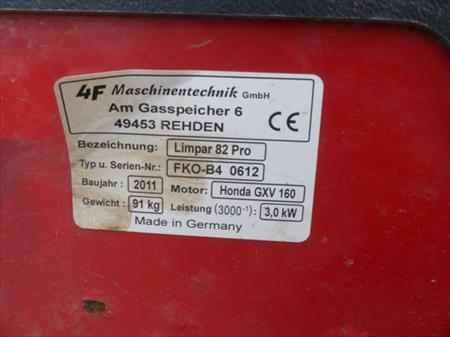 4F Maschinentechnik GmbH
Am Gasspeicher 6
49453 REHDEN
CE
Bezeichnung: Limpar 82 Pro
Typ u. Serien-Nr.: FKO-B4 0612
Baujahr: 2011 Motor: Honda GXV 160
Gewicht: 91 kg Leistung (3000⁻¹): 3,0 kW
Made in Germany